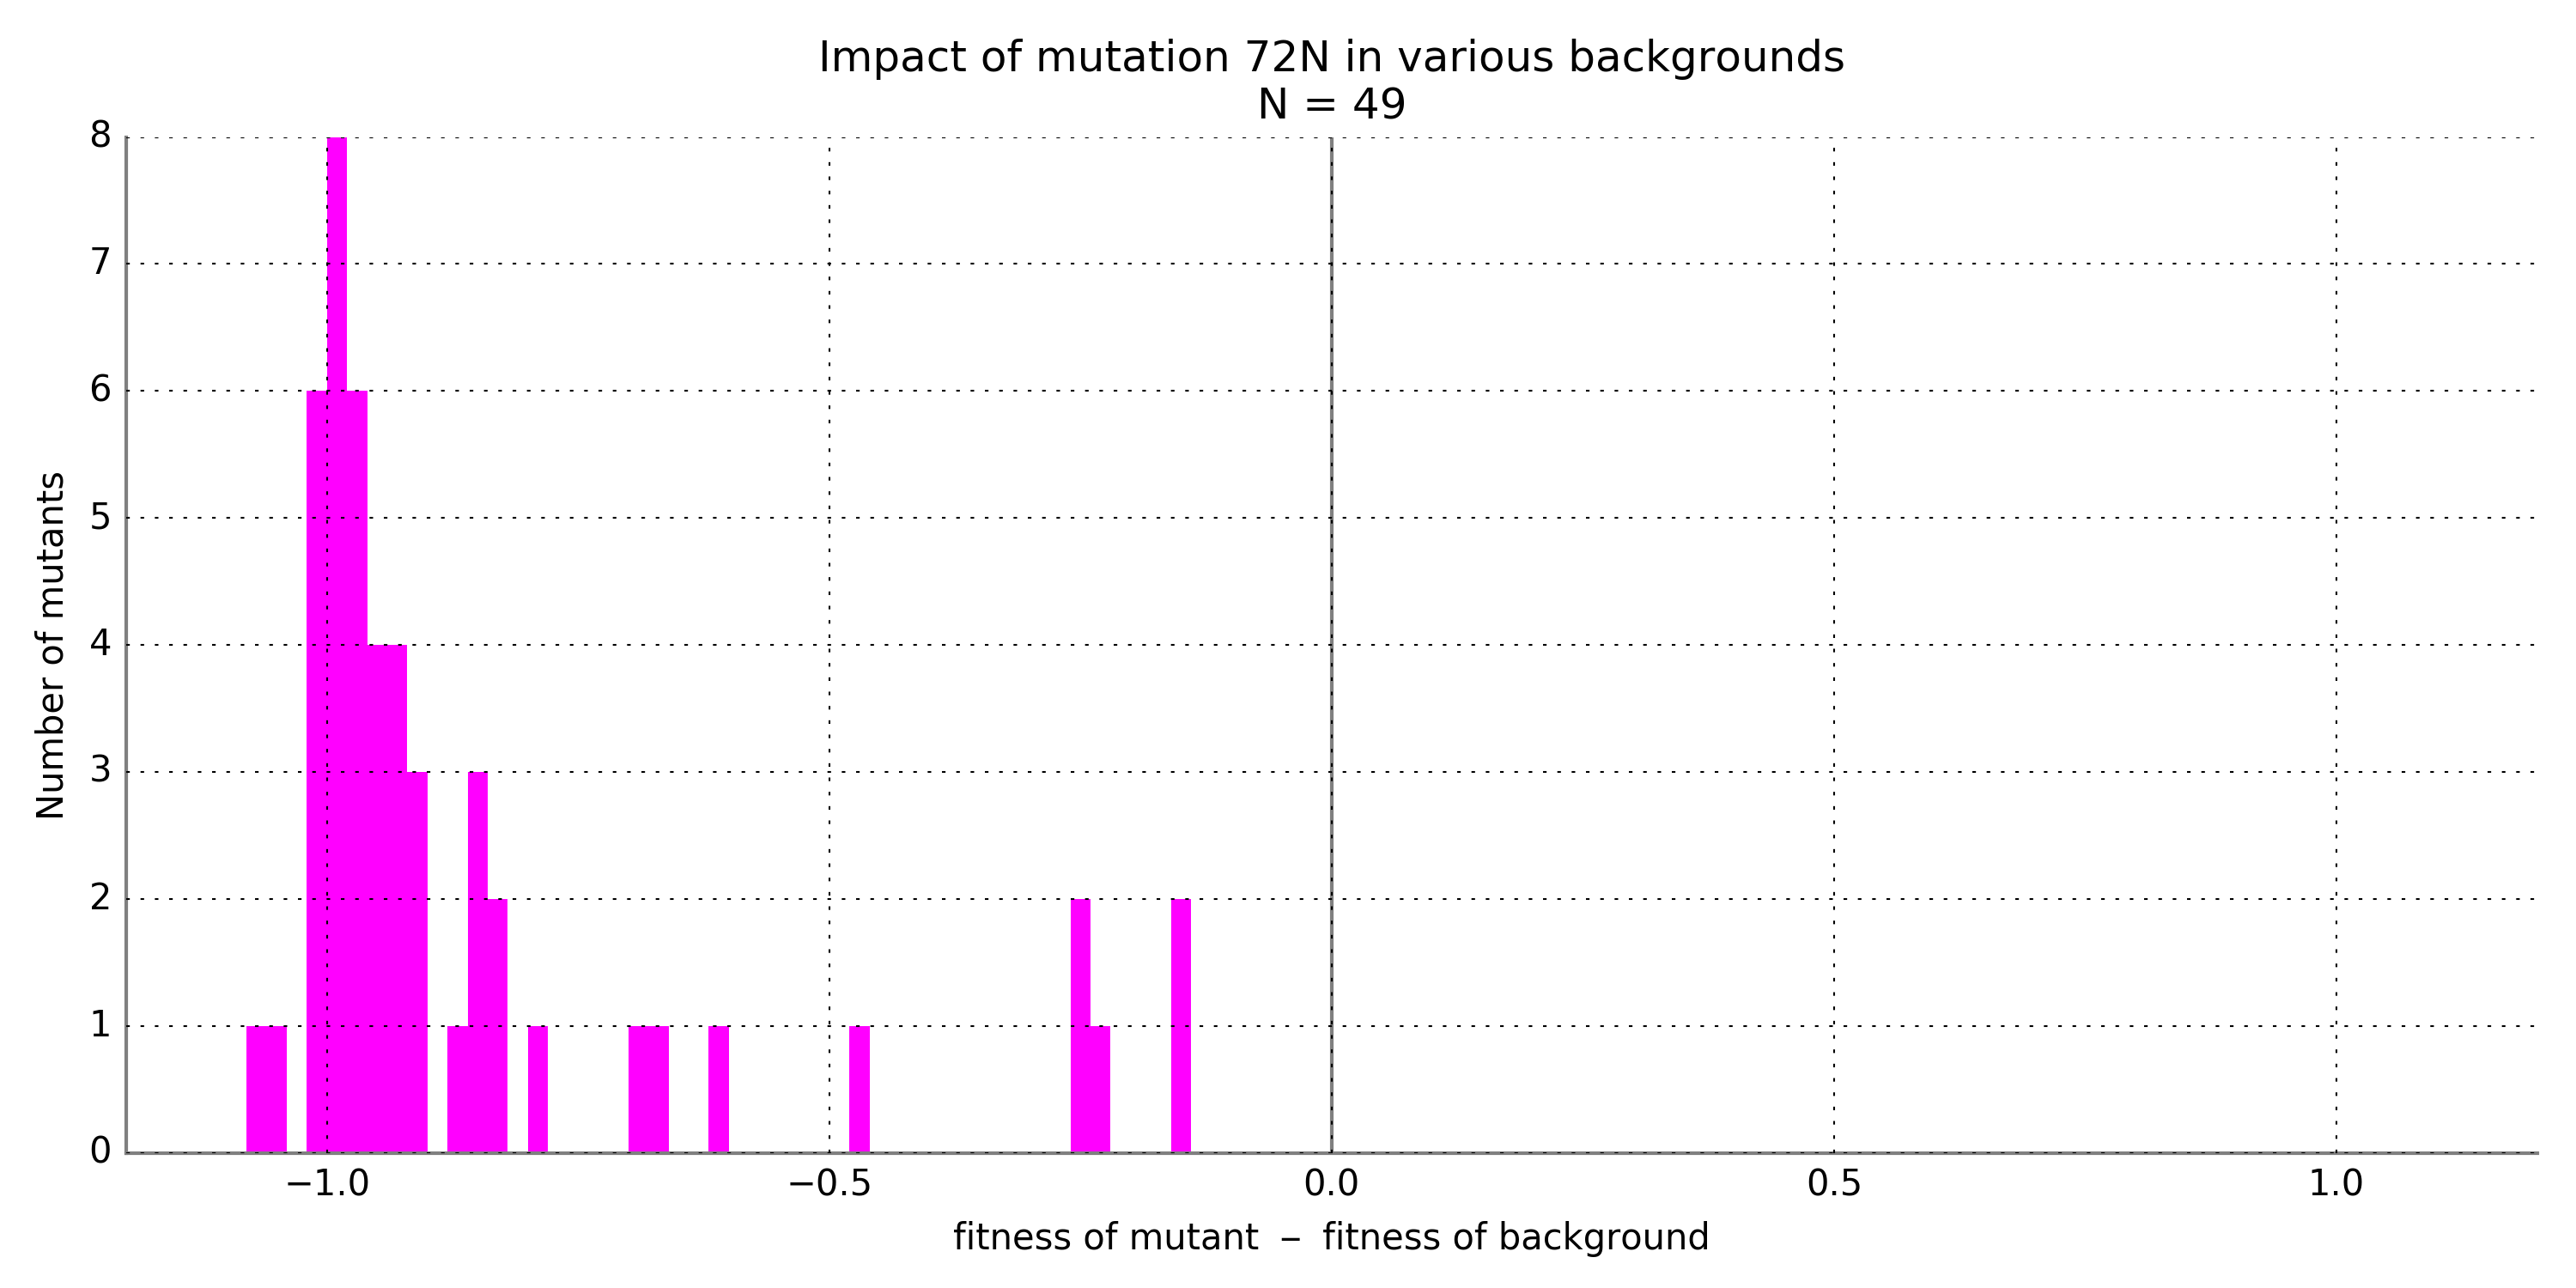 Impact of mutation 72N in various backgrounds
N = 49
8
7
6
5
4
3
2
1
0
Number of mutants
−1.0 −0.5 0.0 0.5 1.0
fitness of mutant – fitness of background